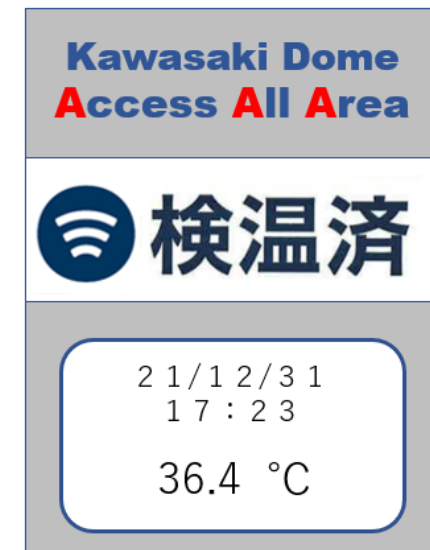 Kawasaki Dome
Access All Area
検温済
２１/１２/３１
１７：２３
36.4 ℃